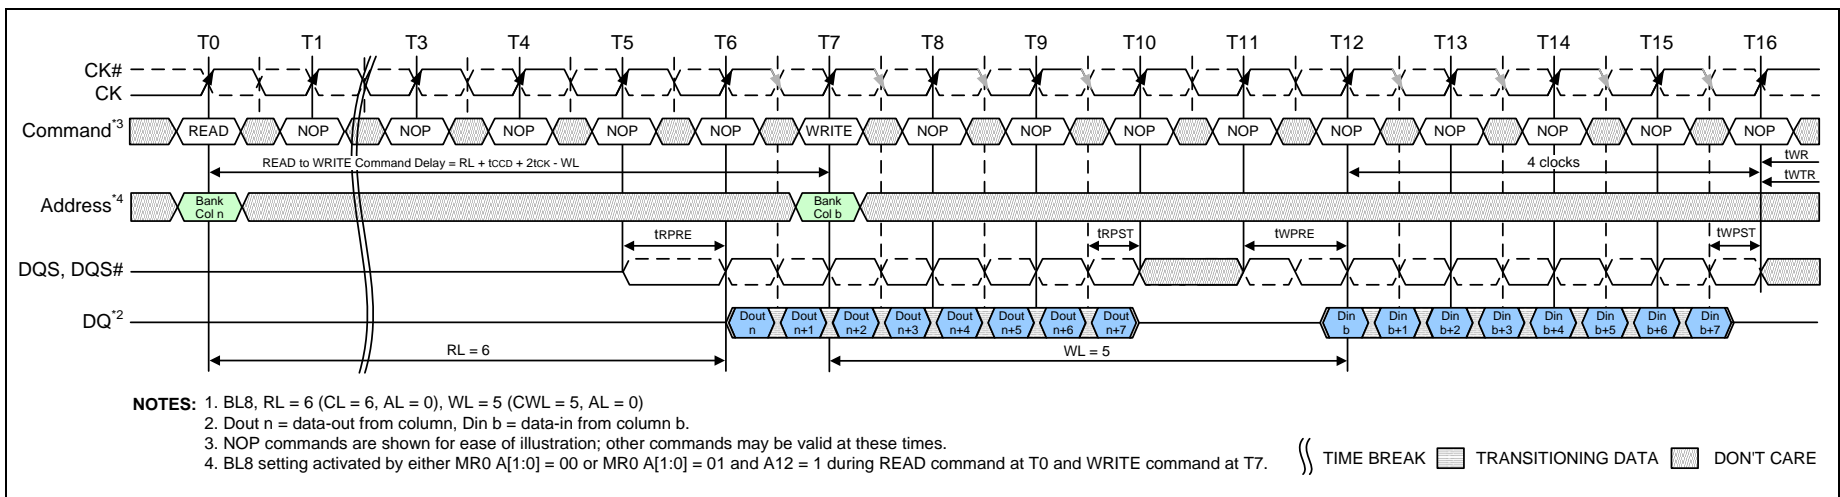 T0 T1 T3 T4 T5 T6 T7 T8 T9 T10 T11 T12 T13 T14 T15 T16
CK#
CK
Command*3 READ NOP NOP NOP NOP NOP WRITE NOP NOP NOP NOP NOP NOP NOP NOP NOP
READ to WRITE Command Delay = RL + tCCD + 2tCK - WL
4 clocks
tWR
tWTR
Address*4
Bank Col n
Bank Col b
tRPRE
tRPST
tWPRE
tWPST
DQS, DQS#
DQ*2
Dout n
Dout n+1
Dout n+2
Dout n+3
Dout n+4
Dout n+5
Dout n+6
Dout n+7
Din b
Din b+1
Din b+2
Din b+3
Din b+4
Din b+5
Din b+6
Din b+7
RL = 6
WL = 5
NOTES: 1. BL8, RL = 6 (CL = 6, AL = 0), WL = 5 (CWL = 5, AL = 0)
2. Dout n = data-out from column, Din b = data-in from column b.
3. NOP commands are shown for ease of illustration; other commands may be valid at these times.
4. BL8 setting activated by either MR0 A[1:0] = 00 or MR0 A[1:0] = 01 and A12 = 1 during READ command at T0 and WRITE command at T7.
TIME BREAK TRANSITIONING DATA DON'T CARE